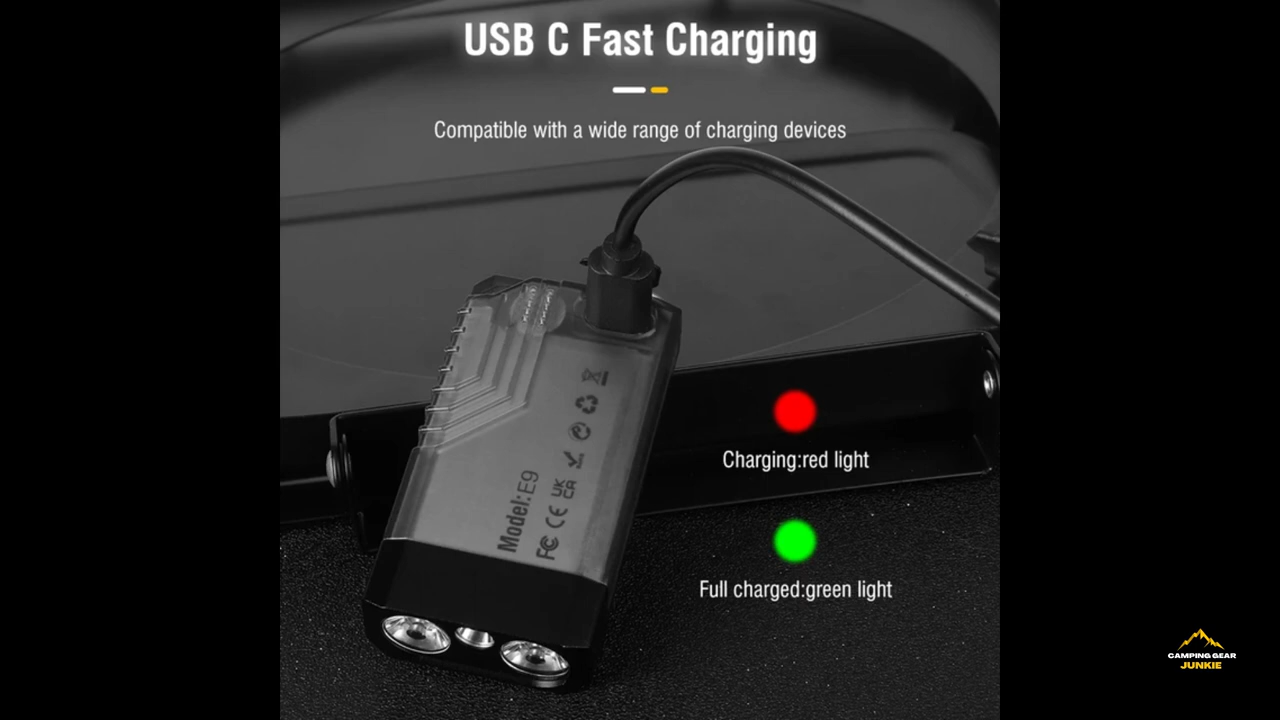 USB C Fast Charging
Compatible with a wide range of charging devices
Model:E9
FC CE UK CA
Charging:red light
Full charged:green light
CAMPING GEAR
JUNKIE